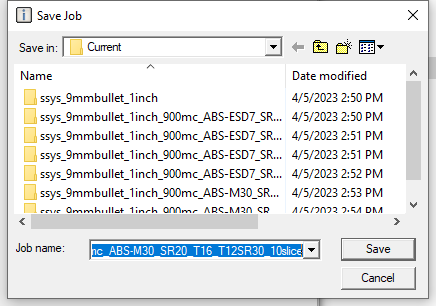 Save Job
Save in: Current
Name Date modified
ssys_9mmbullet_1inch 4/5/2023 2:50 PM
ssys_9mmbullet_1inch_900mc_ABS-ESD7_SR... 4/5/2023 2:50 PM
ssys_9mmbullet_1inch_900mc_ABS-ESD7_SR... 4/5/2023 2:51 PM
ssys_9mmbullet_1inch_900mc_ABS-ESD7_SR... 4/5/2023 2:51 PM
ssys_9mmbullet_1inch_900mc_ABS-ESD7_SR... 4/5/2023 2:52 PM
ssys_9mmbullet_1inch_900mc_ABS-M30_SR... 4/5/2023 2:53 PM
ssys_9mmbullet_1inch_900mc_ABS-M30_SR... 4/5/2023 2:54 PM
Job name: mc_ABS-M30_SR20_T16_T12SR30_10slice Save
Cancel